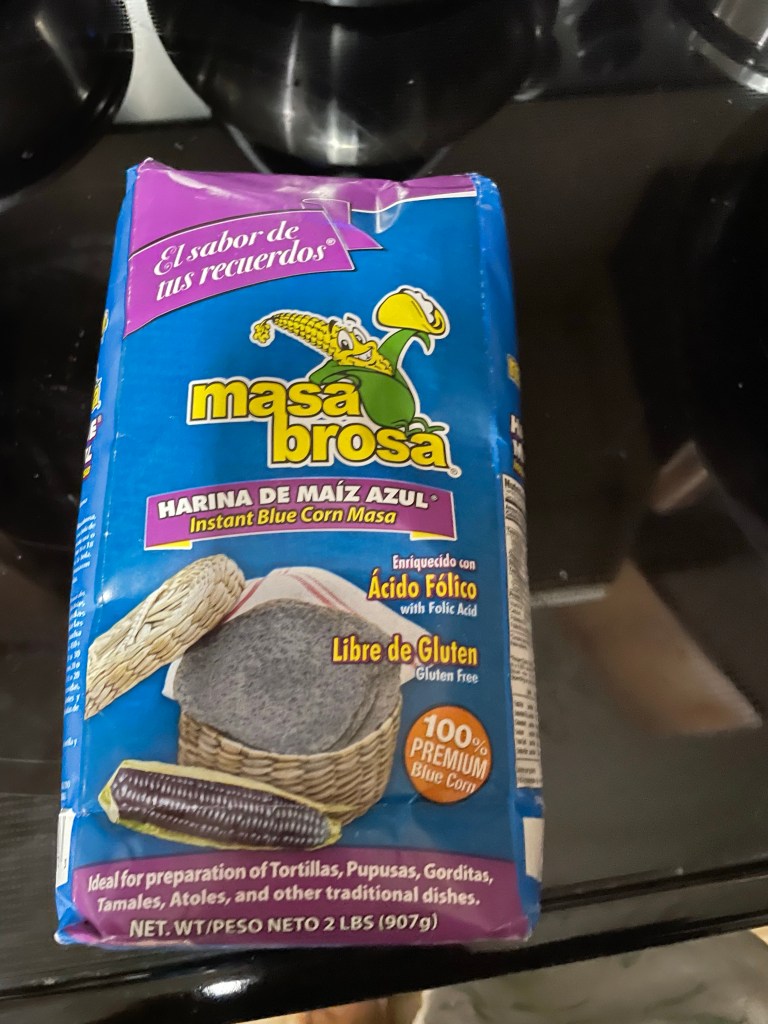 El sabor de
tus recuerdos®
masa
brosa®
HARINA DE MAÍZ AZUL®
Instant Blue Corn Masa
Enriquecido con
Ácido Fólico
with Folic Acid
Libre de Gluten
Gluten Free
100%
PREMIUM
Blue Corn
Ideal for preparation of Tortillas, Pupusas, Gorditas,
Tamales, Atoles, and other traditional dishes.
NET. WT/PESO NETO 2 LBS (907g)